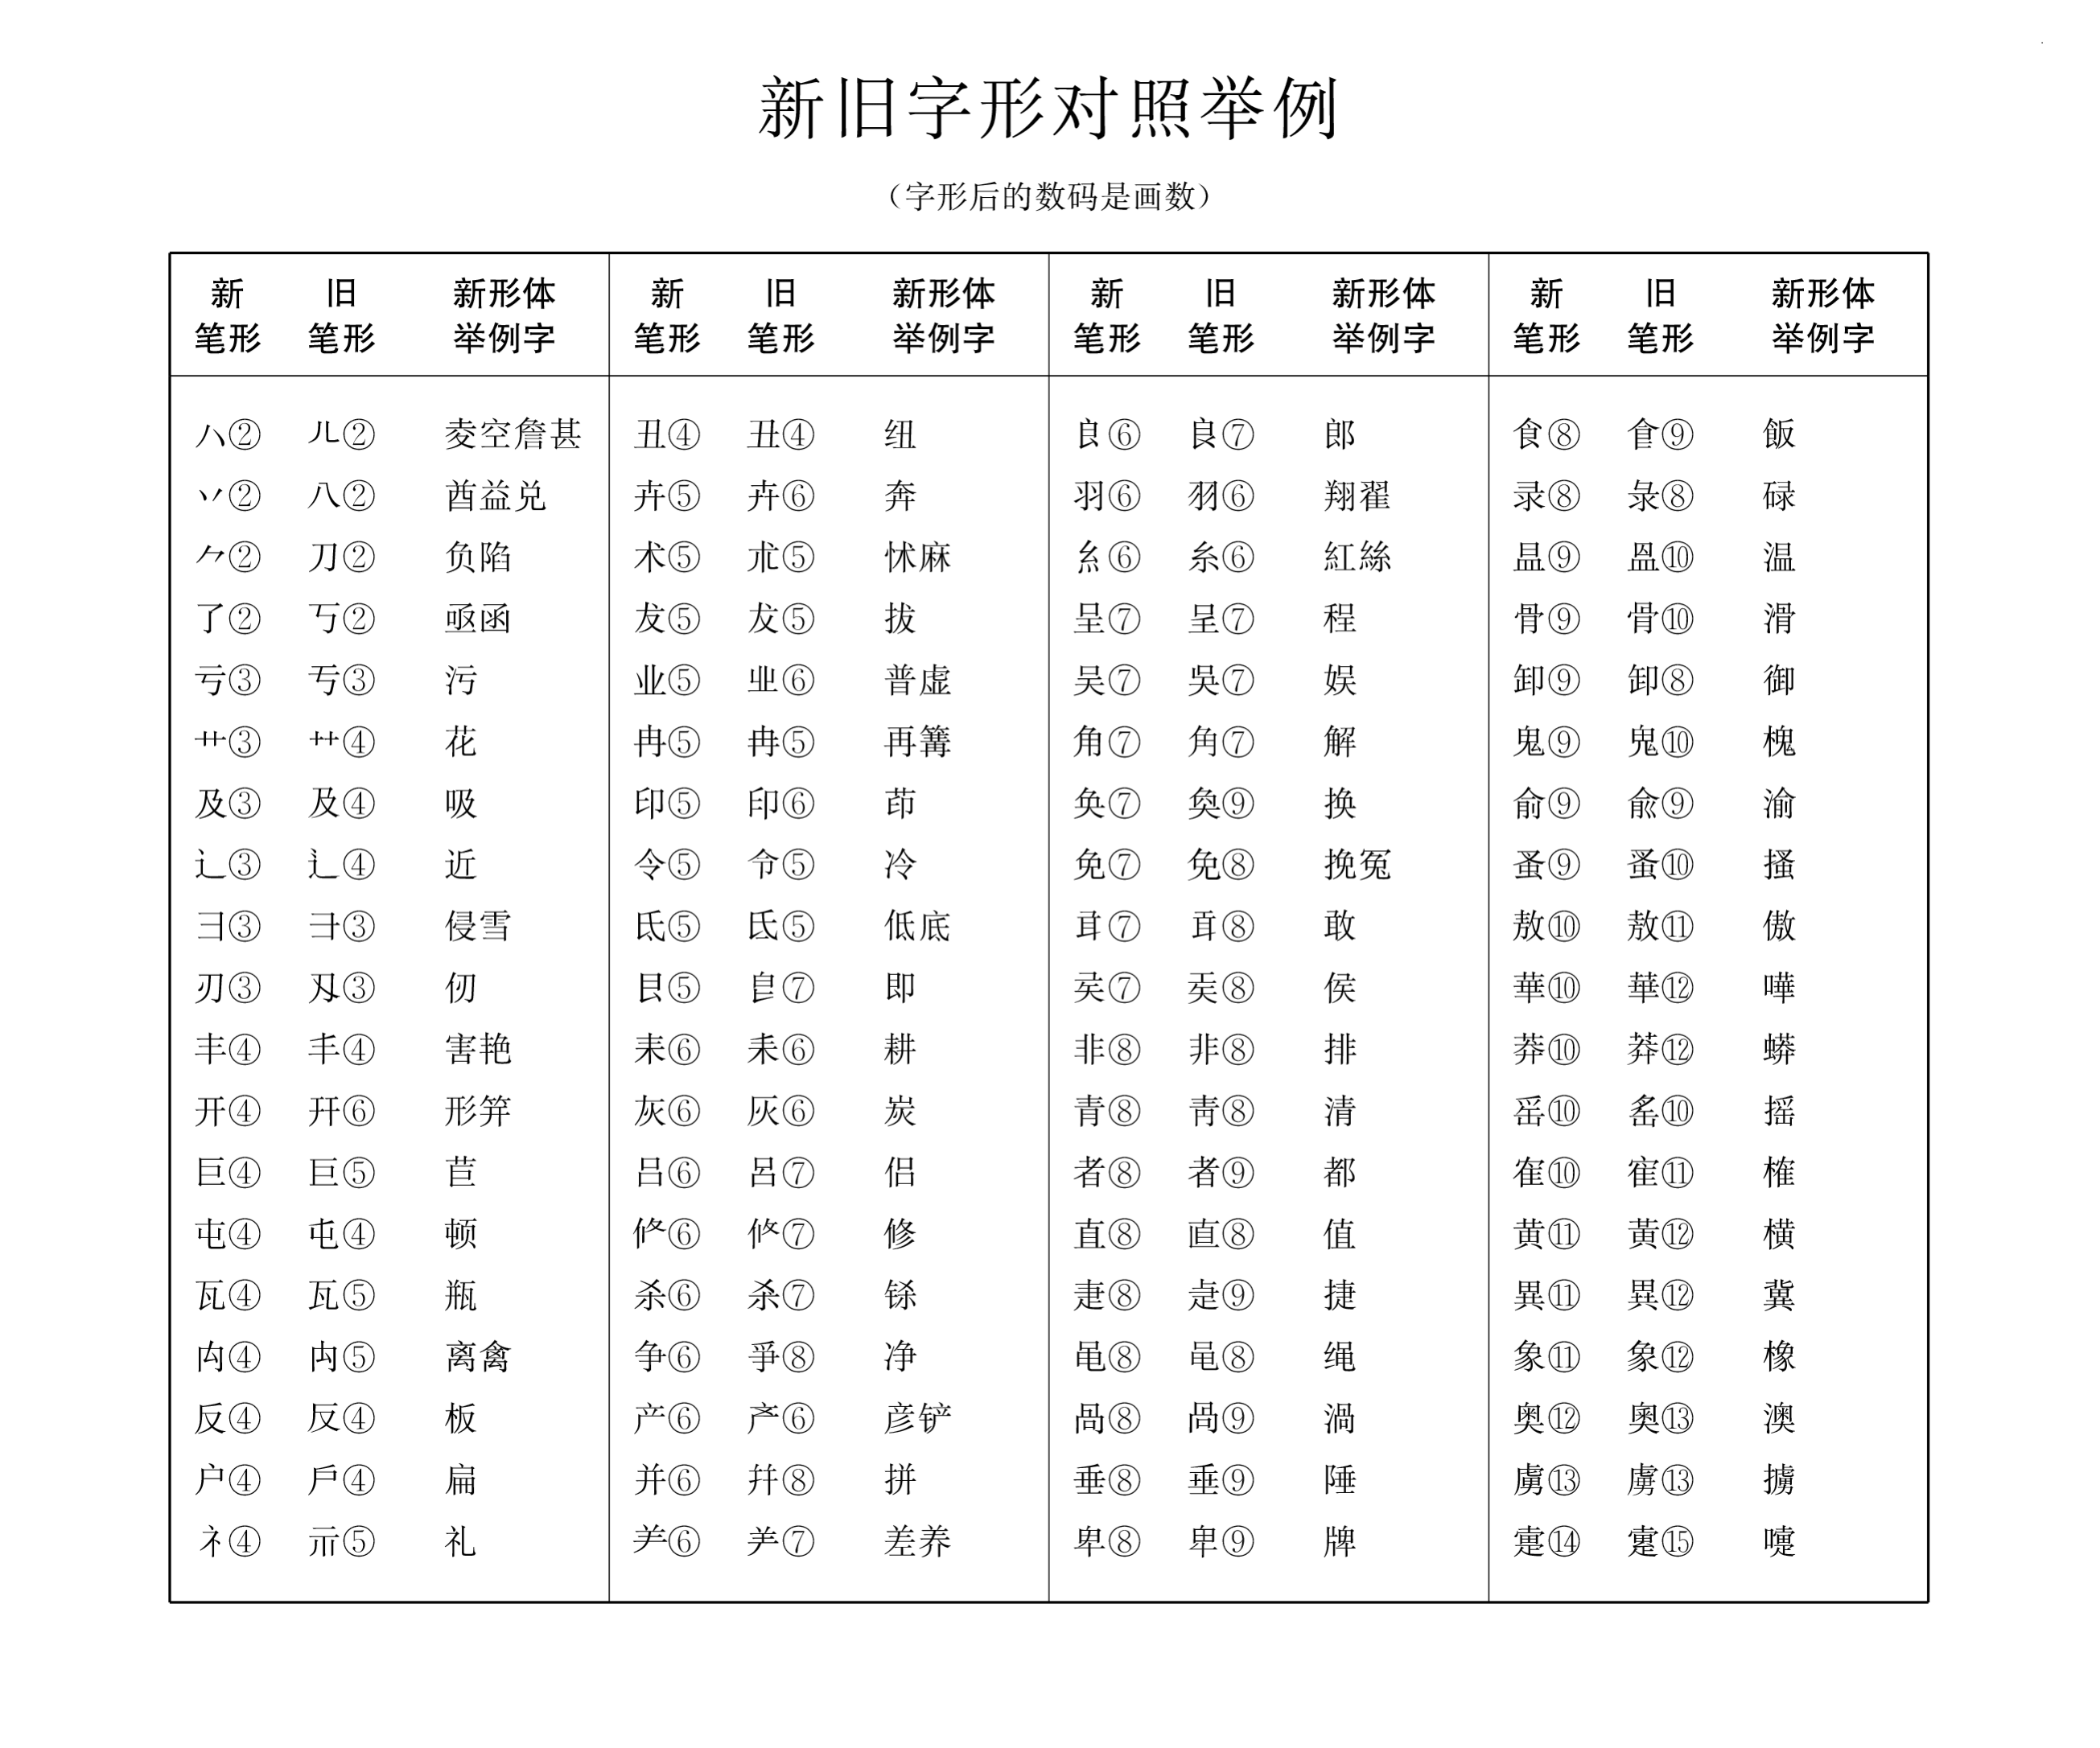 新旧字形对照举例
（字形后的数码是画数）
新 旧 新形体 新 旧 新形体 新 旧 新形体 新 旧 新形体
笔形 笔形 举例字 笔形 笔形 举例字 笔形 笔形 举例字 笔形 笔形 举例字
八② 儿② 夌空詹甚 丑④ 丑④ 纽 良⑥ 良⑦ 郎 飠⑧ 飠⑨ 飯
丷② 八② 酋益兑 卉⑤ 卉⑥ 奔 羽⑥ 羽⑥ 翔翟 录⑧ 彔⑧ 碌
⺈② 刀② 负陷 术⑤ 朮⑤ 怵麻 糹⑥ 糸⑥ 紅絲 昷⑨ 𥁕⑩ 温
了② 丂② 亟函 犮⑤ 犮⑤ 拔 呈⑦ 呈⑦ 程 骨⑨ 骨⑩ 滑
亏③ 亐③ 污 业⑤ 㐀⑥ 普虚 吴⑦ 吳⑦ 娱 卸⑨ 卸⑧ 御
艹③ 艹④ 花 冉⑤ 冉⑤ 再篝 角⑦ 角⑦ 解 鬼⑨ 鬼⑩ 槐
及③ 及④ 吸 印⑤ 印⑥ 茚 奂⑦ 奐⑨ 换 俞⑨ 兪⑨ 渝
辶③ 辶④ 近 令⑤ 令⑤ 冷 免⑦ 免⑧ 挽冤 蚤⑨ 蚤⑩ 搔
彐③ 彐③ 侵雪 氐⑤ 氐⑤ 低底 耳⑦ 耳⑧ 敢 敖⑩ 敖⑪ 傲
刃③ 刄③ 仞 艮⑤ 皀⑦ 即 矦⑦ 矦⑧ 侯 華⑩ 華⑫ 嘩
丰④ 丯④ 害艳 耒⑥ 耒⑥ 耕 非⑧ 非⑧ 排 莽⑩ 莽⑫ 蟒
开④ 幵⑥ 形笄 灰⑥ 灰⑥ 炭 青⑧ 靑⑧ 清 䍃⑩ 䍃⑩ 摇
巨④ 巨⑤ 苣 吕⑥ 呂⑦ 侣 者⑧ 者⑨ 都 隺⑩ 隺⑪ 榷
屯④ 屯④ 顿 攸⑥ 攸⑦ 修 直⑧ 直⑧ 值 黄⑪ 黃⑫ 横
瓦④ 瓦⑤ 瓶 杀⑥ 杀⑦ 铩 疌⑧ 疌⑨ 捷 異⑪ 異⑫ 冀
禸④ 禸⑤ 离禽 争⑥ 爭⑧ 净 黾⑧ 黾⑧ 绳 象⑪ 象⑫ 橡
反④ 反④ 板 产⑥ 产⑥ 彦铲 咼⑧ 咼⑨ 渦 奥⑫ 奧⑬ 澳
户④ 戶④ 扁 并⑥ 幷⑧ 拼 垂⑧ 垂⑨ 陲 虜⑬ 虜⑬ 擄
礻④ 示⑤ 礼 𦍌⑥ 𦍌⑦ 差养 卑⑧ 卑⑨ 牌 疐⑭ 疐⑮ 嚏